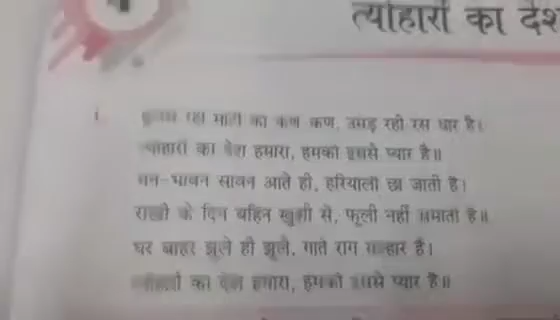 त्योहारों का देश
1. रहा माटी का कण कण, उमड़ रही रस धार है।
त्योहारों का देश हमारा, हमको इससे प्यार है॥
मन-भावन सावन आते ही, हरियाली छा जाती है।
राखी के दिन बहिन खुशी से, फूली नहीं समाती है॥
घर बाहर झूले ही झूले, गाते राग मल्हार हैं।
त्योहारों का देश हमारा, हमको इससे प्यार है॥